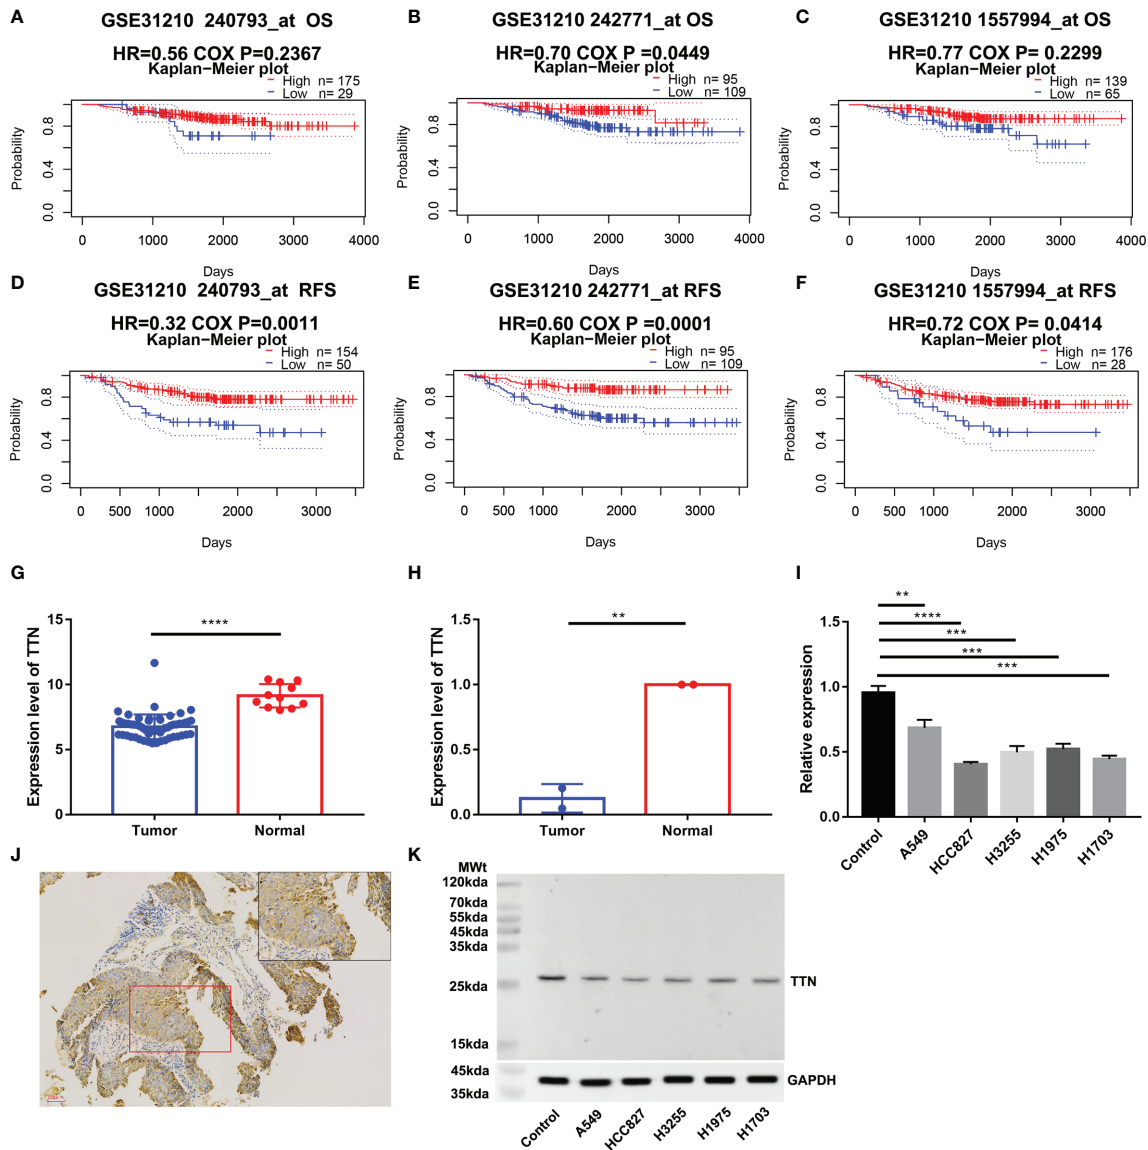 A
GSE31210 240793_at OS
HR=0.56 COX P=0.2367
Kaplan−Meier plot
High n= 175
Low n= 29
Probability
0.8
0.4
0.0
0 1000 2000 3000 4000
Days
B
GSE31210 242771_at OS
HR=0.70 COX P =0.0449
Kaplan−Meier plot
High n= 95
Low n= 109
Probability
0.8
0.4
0.0
0 1000 2000 3000 4000
Days
C
GSE31210 1557994_at OS
HR=0.77 COX P= 0.2299
Kaplan−Meier plot
High n= 139
Low n= 65
Probability
0.8
0.4
0.0
0 1000 2000 3000 4000
Days
D
GSE31210 240793_at RFS
HR=0.32 COX P=0.0011
Kaplan−Meier plot
High n= 154
Low n= 50
Probability
0.8
0.4
0.0
0 500 1000 2000 3000
Days
E
GSE31210 242771_at RFS
HR=0.60 COX P =0.0001
Kaplan−Meier plot
High n= 95
Low n= 109
Probability
0.8
0.4
0.0
0 500 1000 2000 3000
Days
F
GSE31210 1557994_at RFS
HR=0.72 COX P= 0.0414
Kaplan−Meier plot
High n= 176
Low n= 28
Probability
0.8
0.4
0.0
0 500 1000 2000 3000
Days
G
Expression level of TTN
15
10
5
0
****
Tumor Normal
H
Expression level of TTN
1.5
1.0
0.5
0.0
**
Tumor Normal
I
Relative expression
1.5
1.0
0.5
0.0
**
****
***
***
***
Control A549 HCC827 H3255 H1975 H1703
J
K
MWt
120kda
70kda
55kda
45kda
35kda
25kda
15kda
TTN
45kda
35kda
GAPDH
Control A549 HCC827 H3255 H1975 H1703